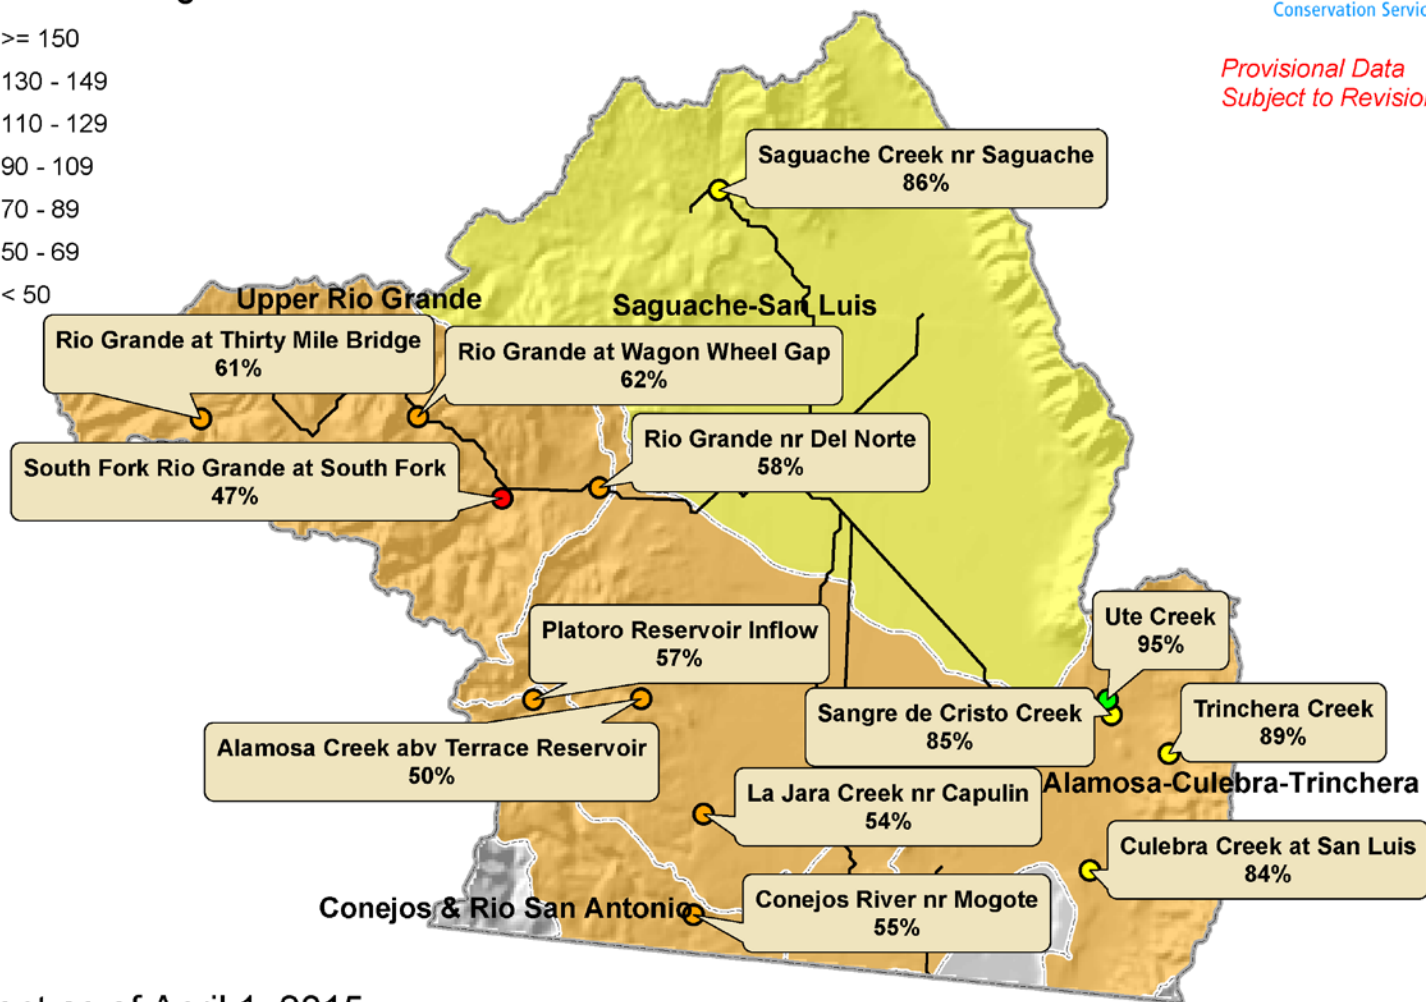 Conservation
Provisional Data
Subject to
>= 150
130 - 149
110 - 129
90 - 109
70 - 89
50 - 69
< 50
Saguache Creek nr Saguache
86%
Upper Rio Grande
Saguache-San Luis
Rio Grande at Thirty Mile Bridge
61%
Rio Grande at Wagon Wheel Gap
62%
Rio Grande nr Del Norte
58%
South Fork Rio Grande at South Fork
47%
Ute Creek
95%
Platoro Reservoir Inflow
57%
Sangre de Cristo Creek
85%
Trinchera Creek
89%
Alamosa Creek abv Terrace Reservoir
50%
Alamosa-Culebra-Trinchera
La Jara Creek nr Capulin
54%
Culebra Creek at San Luis
84%
Conejos & Rio San Antonio
Conejos River nr Mogote
55%
as of April 1, 2015